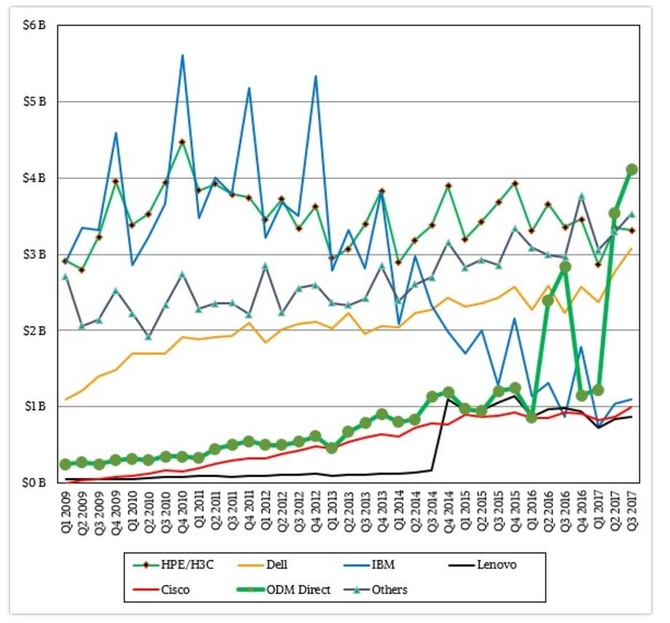 $6 B
$5 B
$4 B
$3 B
$2 B
$1 B
$0 B
Q1 2009
Q2 2009
Q3 2009
Q4 2009
Q1 2010
Q2 2010
Q3 2010
Q4 2010
Q1 2011
Q2 2011
Q3 2011
Q4 2011
Q1 2012
Q2 2012
Q3 2012
Q4 2012
Q1 2013
Q2 2013
Q3 2013
Q4 2013
Q1 2014
Q2 2014
Q3 2014
Q4 2014
Q1 2015
Q2 2015
Q3 2015
Q4 2015
Q1 2016
Q2 2016
Q3 2016
Q4 2016
Q1 2017
Q2 2017
Q3 2017
HPE/H3C Dell IBM Lenovo
Cisco ODM Direct Others